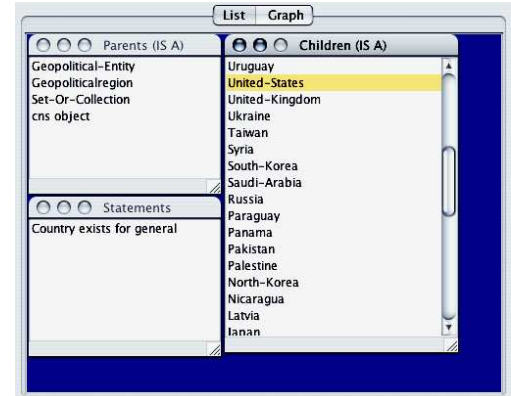 List Graph
Parents (IS A)
Geopolitical-Entity
Geopoliticalregion
Set-Or-Collection
cns object
Statements
Country exists for general
Children (IS A)
Uruguay
United-States
United-Kingdom
Ukraine
Taiwan
Syria
South-Korea
Saudi-Arabia
Russia
Paraguay
Panama
Pakistan
Palestine
North-Korea
Nicaragua
Latvia
Japan